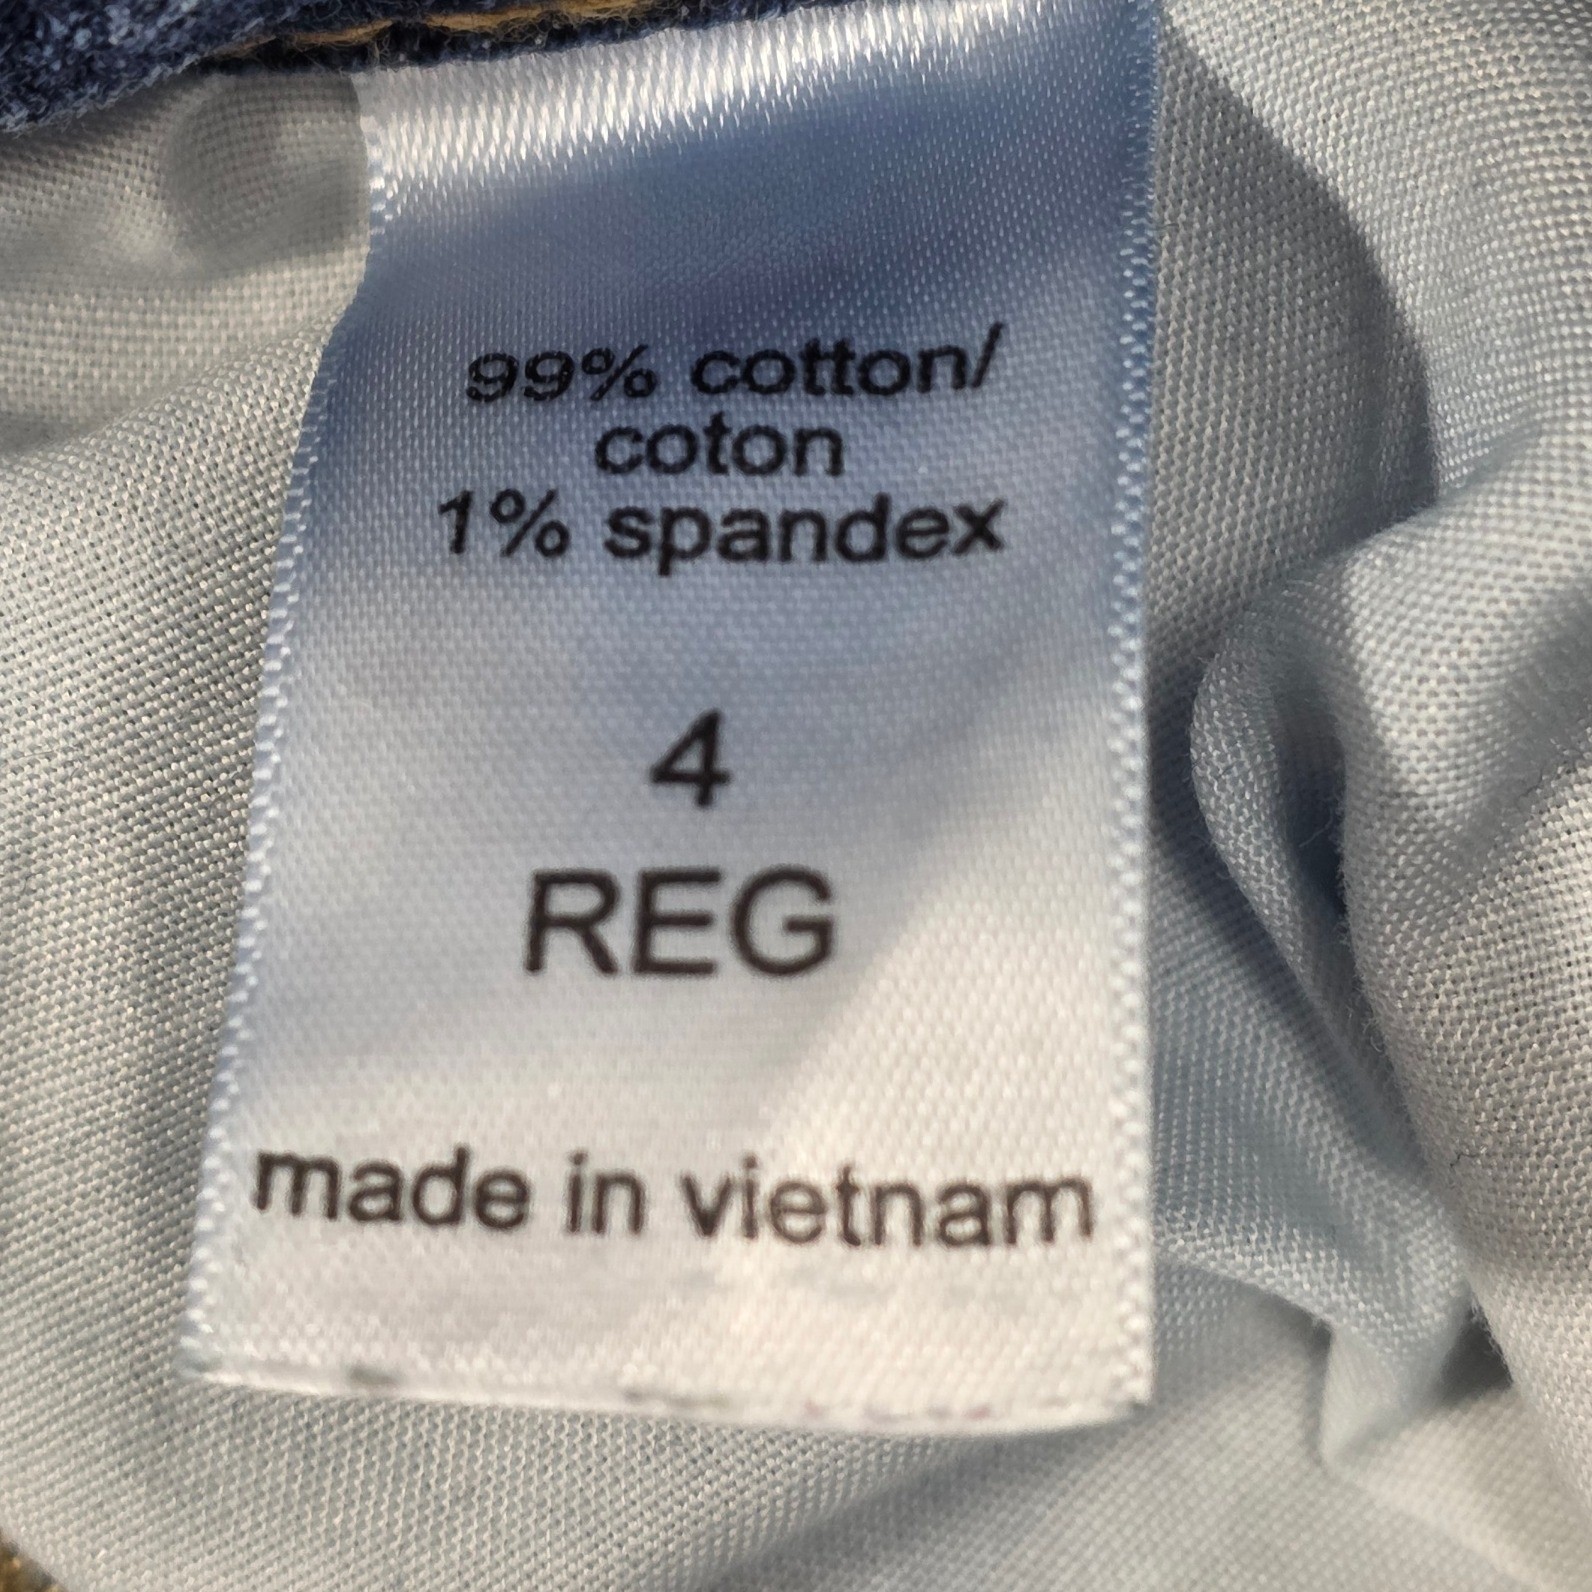 99% cotton/
coton
1% spandex
4
REG
made in vietnam